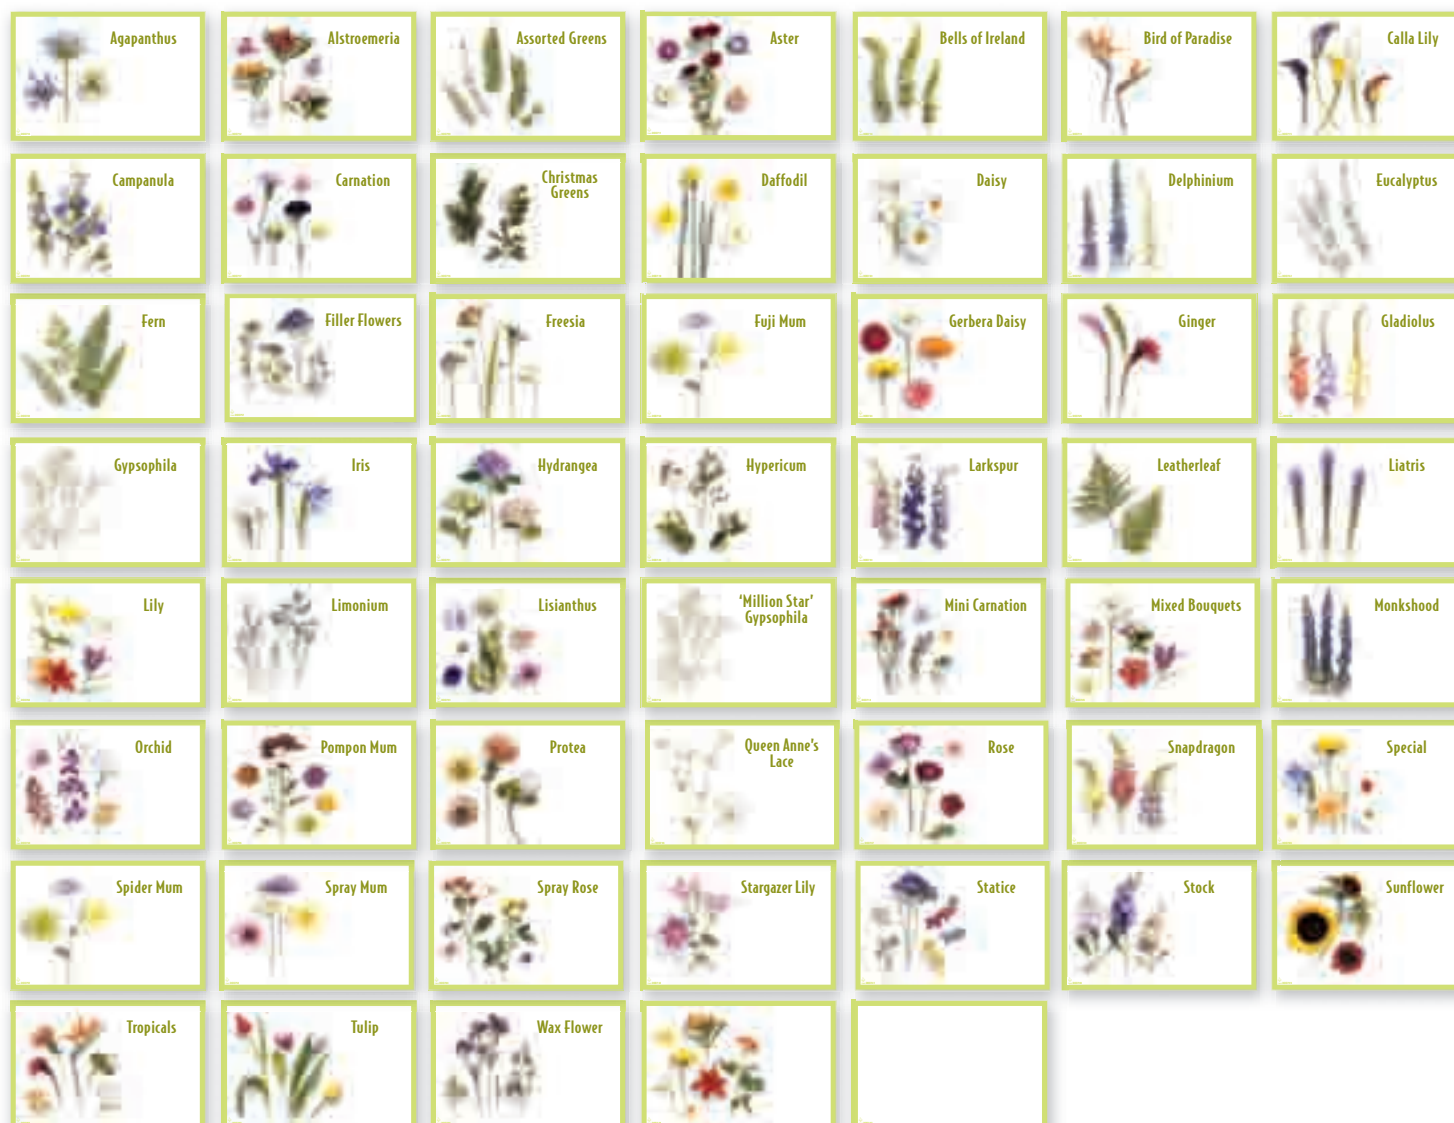 Agapanthus
Alstroemeria
Assorted Greens
Aster
Bells of Ireland
Bird of Paradise
Calla Lily
Campanula
Carnation
Christmas
Greens
Daffodil
Daisy
Delphinium
Eucalyptus
Fern
Filler Flowers
Freesia
Fuji Mum
Gerbera Daisy
Ginger
Gladiolus
Gypsophila
Iris
Hydrangea
Hypericum
Larkspur
Leatherleaf
Liatris
Lily
Limonium
Lisianthus
'Million Star'
Gypsophila
Mini Carnation
Mixed Bouquets
Monkshood
Orchid
Pompon Mum
Protea
Queen Anne's
Lace
Rose
Snapdragon
Special
Spider Mum
Spray Mum
Spray Rose
Stargazer Lily
Statice
Stock
Sunflower
Tropicals
Tulip
Wax Flower